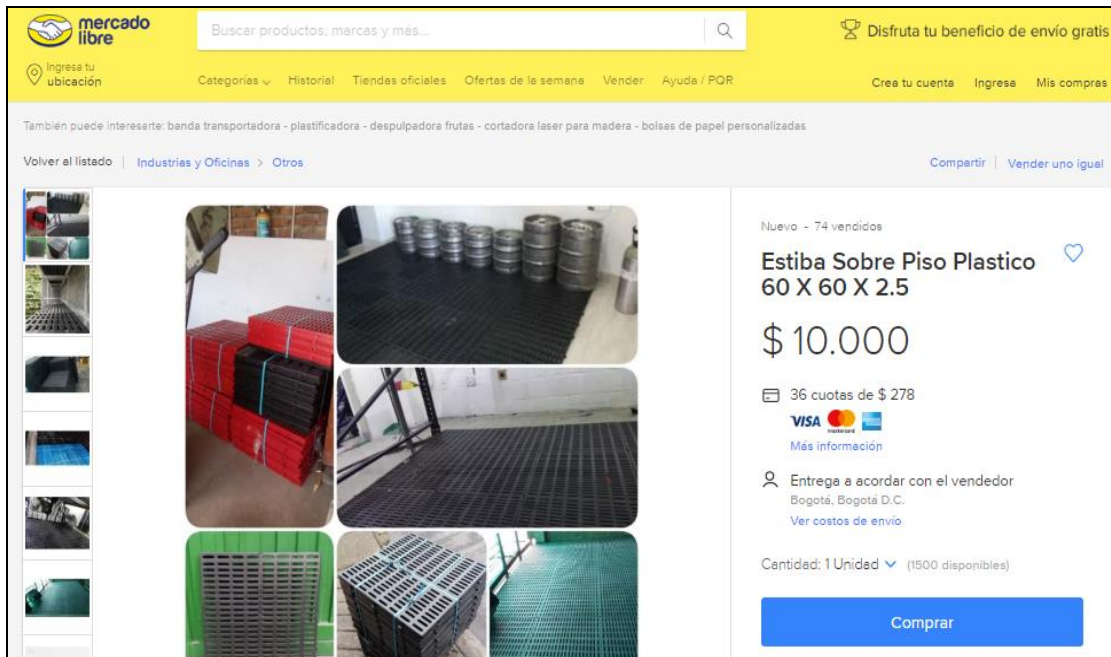 mercado
libre
Buscar productos, marcas y más...
Disfruta tu beneficio de envío gratis
Ingresa tu
ubicación
Categorías Historial Tiendas oficiales Ofertas de la semana Vender Ayuda / PQR
Crea tu cuenta Ingresa Mis compras
También puede interesarte: banda transportadora - plastificadora - despulpadora frutas - cortadora laser para madera - bolsas de papel personalizadas
Volver al listado | Industrias y Oficinas > Otros
Compartir | Vender uno igual
Nuevo - 74 vendidos
Estiba Sobre Piso Plastico
60 X 60 X 2.5
$ 10.000
36 cuotas de $ 278
VISA mastercard
Más información
Entrega a acordar con el vendedor
Bogotá, Bogotá D.C.
Ver costos de envío
Cantidad: 1 Unidad (1500 disponibles)
Comprar